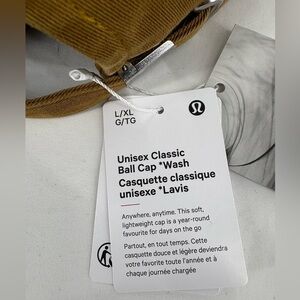 L/XL
G/TG
Unisex Classic
Ball Cap *Wash
Casquette classique
unisexe *Lavis
Anywhere, anytime. This soft,
lightweight cap is a year-round
favourite for days on the go
Partout, en tout temps. Cette
casquette douce et légère deviendra
votre favorite toute l'année et à
chaque journée chargée